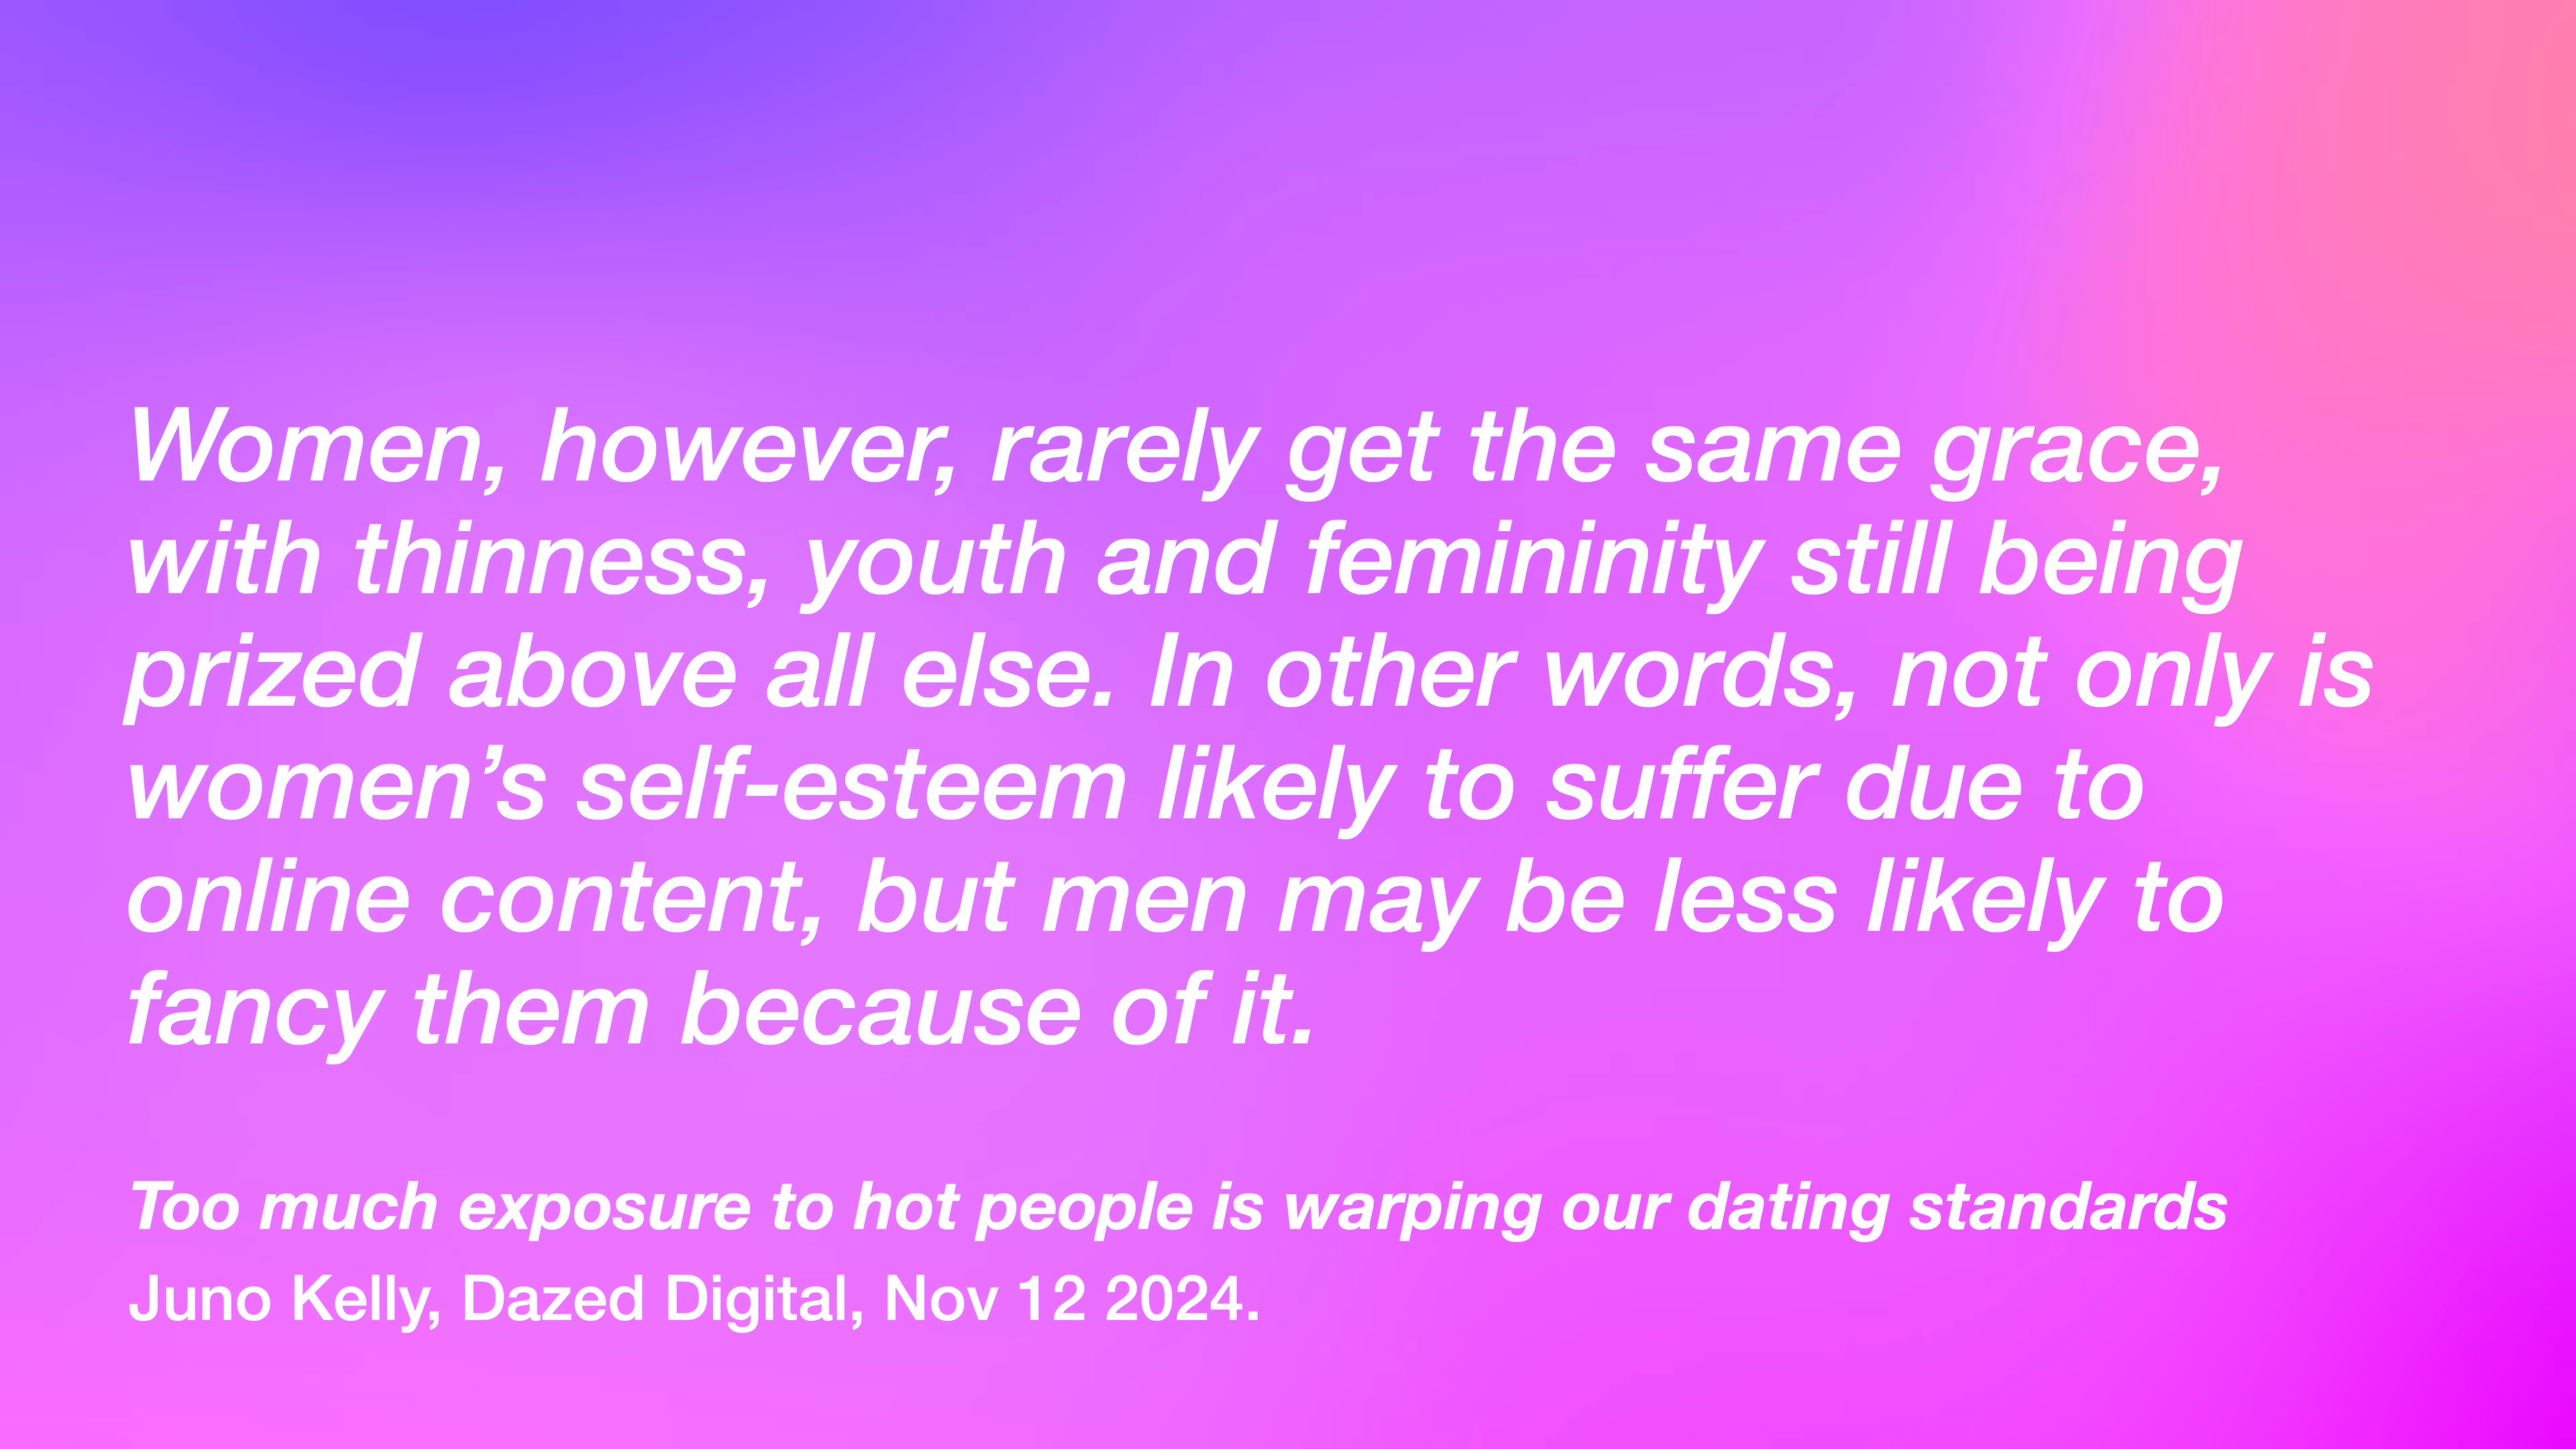 Women, however, rarely get the same grace,
with thinness, youth and femininity still being
prized above all else. In other words, not only is
women’s self-esteem likely to suffer due to
online content, but men may be less likely to
fancy them because of it.
Too much exposure to hot people is warping our dating standards
Juno Kelly, Dazed Digital, Nov 12 2024.